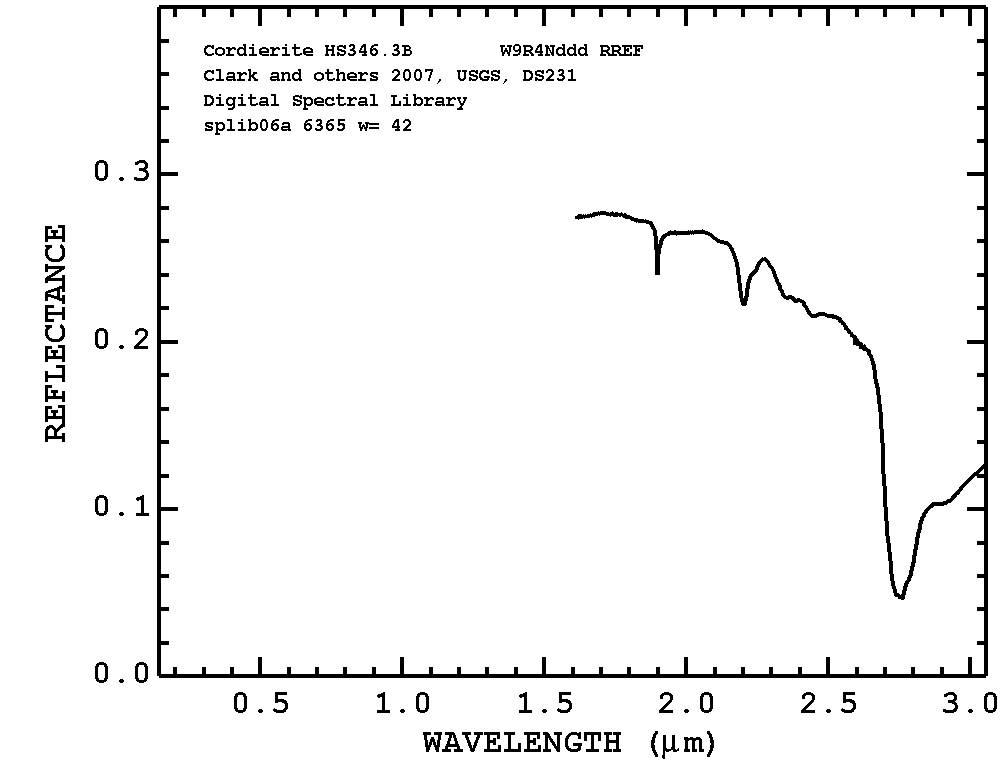 Cordierite HS346.3B W9R4Nddd RREF
Clark and others 2007, USGS, DS231
Digital Spectral Library
splib06a 6365 w= 42
0.3
0.2
0.1
0.0
REFLECTANCE
0.5 1.0 1.5 2.0 2.5 3.0
WAVELENGTH (μm)